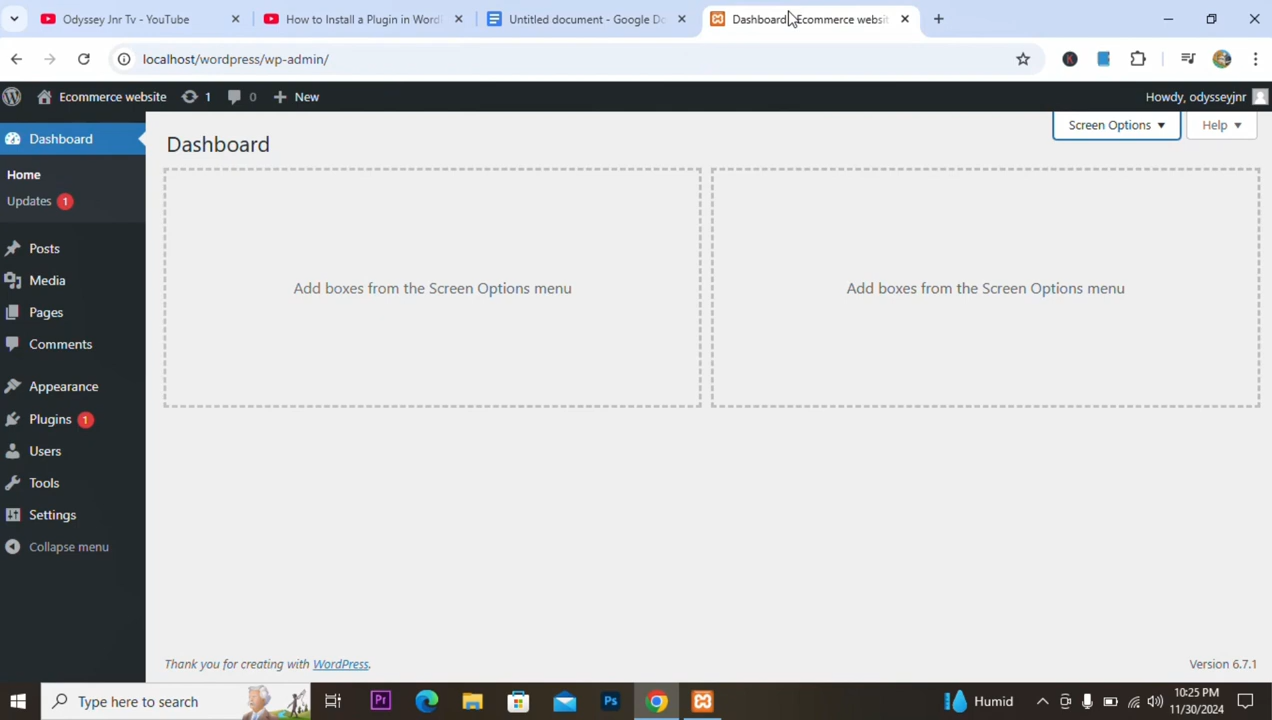 Odyssey Jnr Tv - YouTube
How to Install a Plugin in Word
Untitled document - Google Do
Dashboard Ecommerce websit
localhost/wordpress/wp-admin/
K
Ecommerce website 1 0 New
Howdy, odysseyjnr
Screen Options
Help
Dashboard
Home
Updates 1
Posts
Media
Pages
Comments
Appearance
Plugins 1
Users
Tools
Settings
Collapse menu
Dashboard
Add boxes from the Screen Options menu
Add boxes from the Screen Options menu
Thank you for creating with WordPress.
Version 6.7.1
Type here to search
Pr
Ps
Humid
10:25 PM
11/30/2024